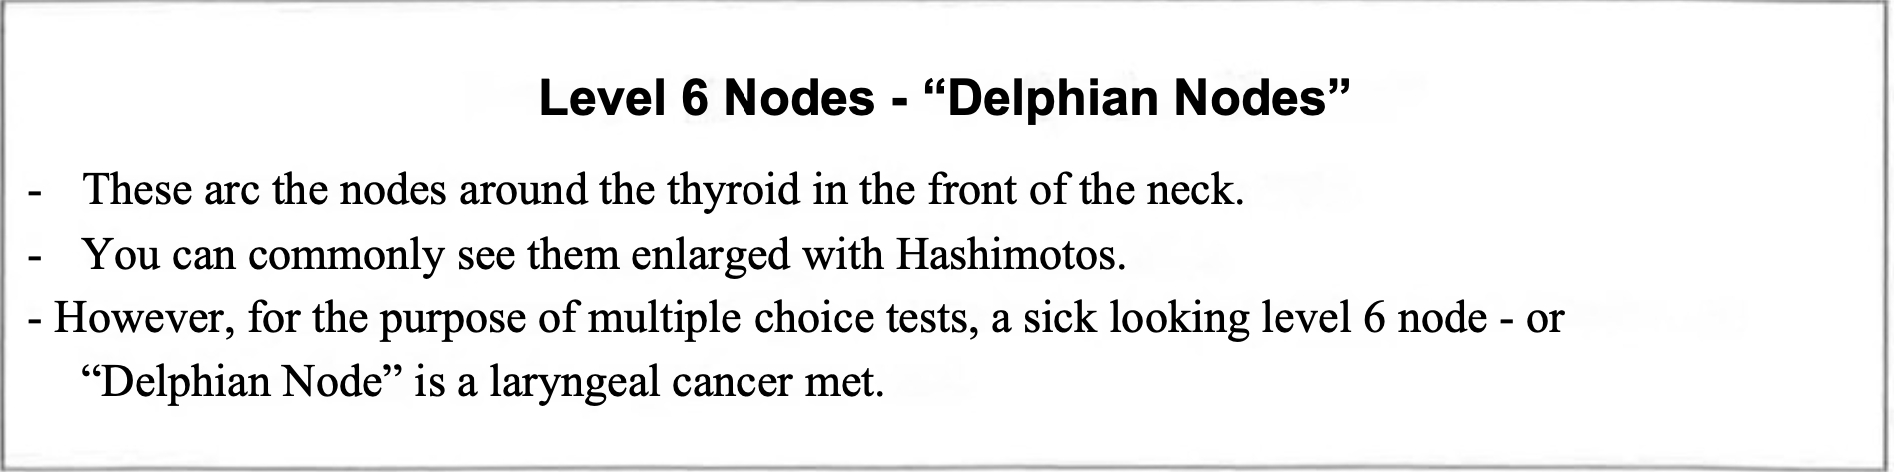 Level 6 Nodes - “Delphian Nodes”
- These arc the nodes around the thyroid in the front of the neck.
- You can commonly see them enlarged with Hashimotos.
- However, for the purpose of multiple choice tests, a sick looking level 6 node - or
“Delphian Node” is a laryngeal cancer met.